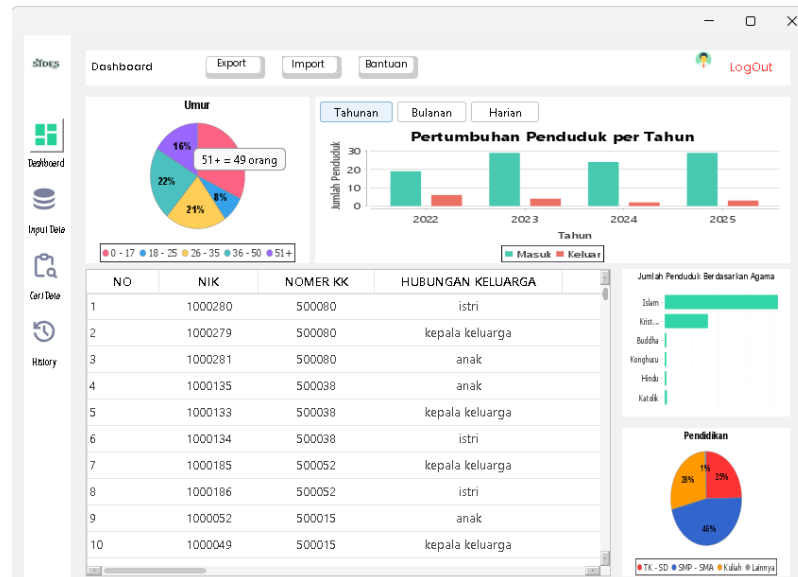 SIDES
Dashboard
Export
Import
Bantuan
LogOut
Dashboard
Input Data
Cari Data
History
Umur
16%
51+ = 49 orang
22%
8%
21%
0 - 17 18 - 25 26 - 35 36 - 50 51+
Tahunan
Bulanan
Harian
Pertumbuhan Penduduk per Tahun
Jumlah Penduduk
30
20
10
0
2022 2023 2024 2025
Tahun
Masuk Keluar
NO NIK NOMER KK HUBUNGAN KELUARGA
1 1000280 500080 istri
2 1000279 500080 kepala keluarga
3 1000281 500080 anak
4 1000135 500038 anak
5 1000133 500038 kepala keluarga
6 1000134 500038 istri
7 1000185 500052 kepala keluarga
8 1000186 500052 istri
9 1000052 500015 anak
10 1000049 500015 kepala keluarga
Jumlah Penduduk Berdasarkan Agama
Islam
Krist...
Buddha
Konghucu
Hindu
Katolik
Pendidikan
1%
28%
25%
46%
TK - SD SMP - SMA Kuliah Lainnya